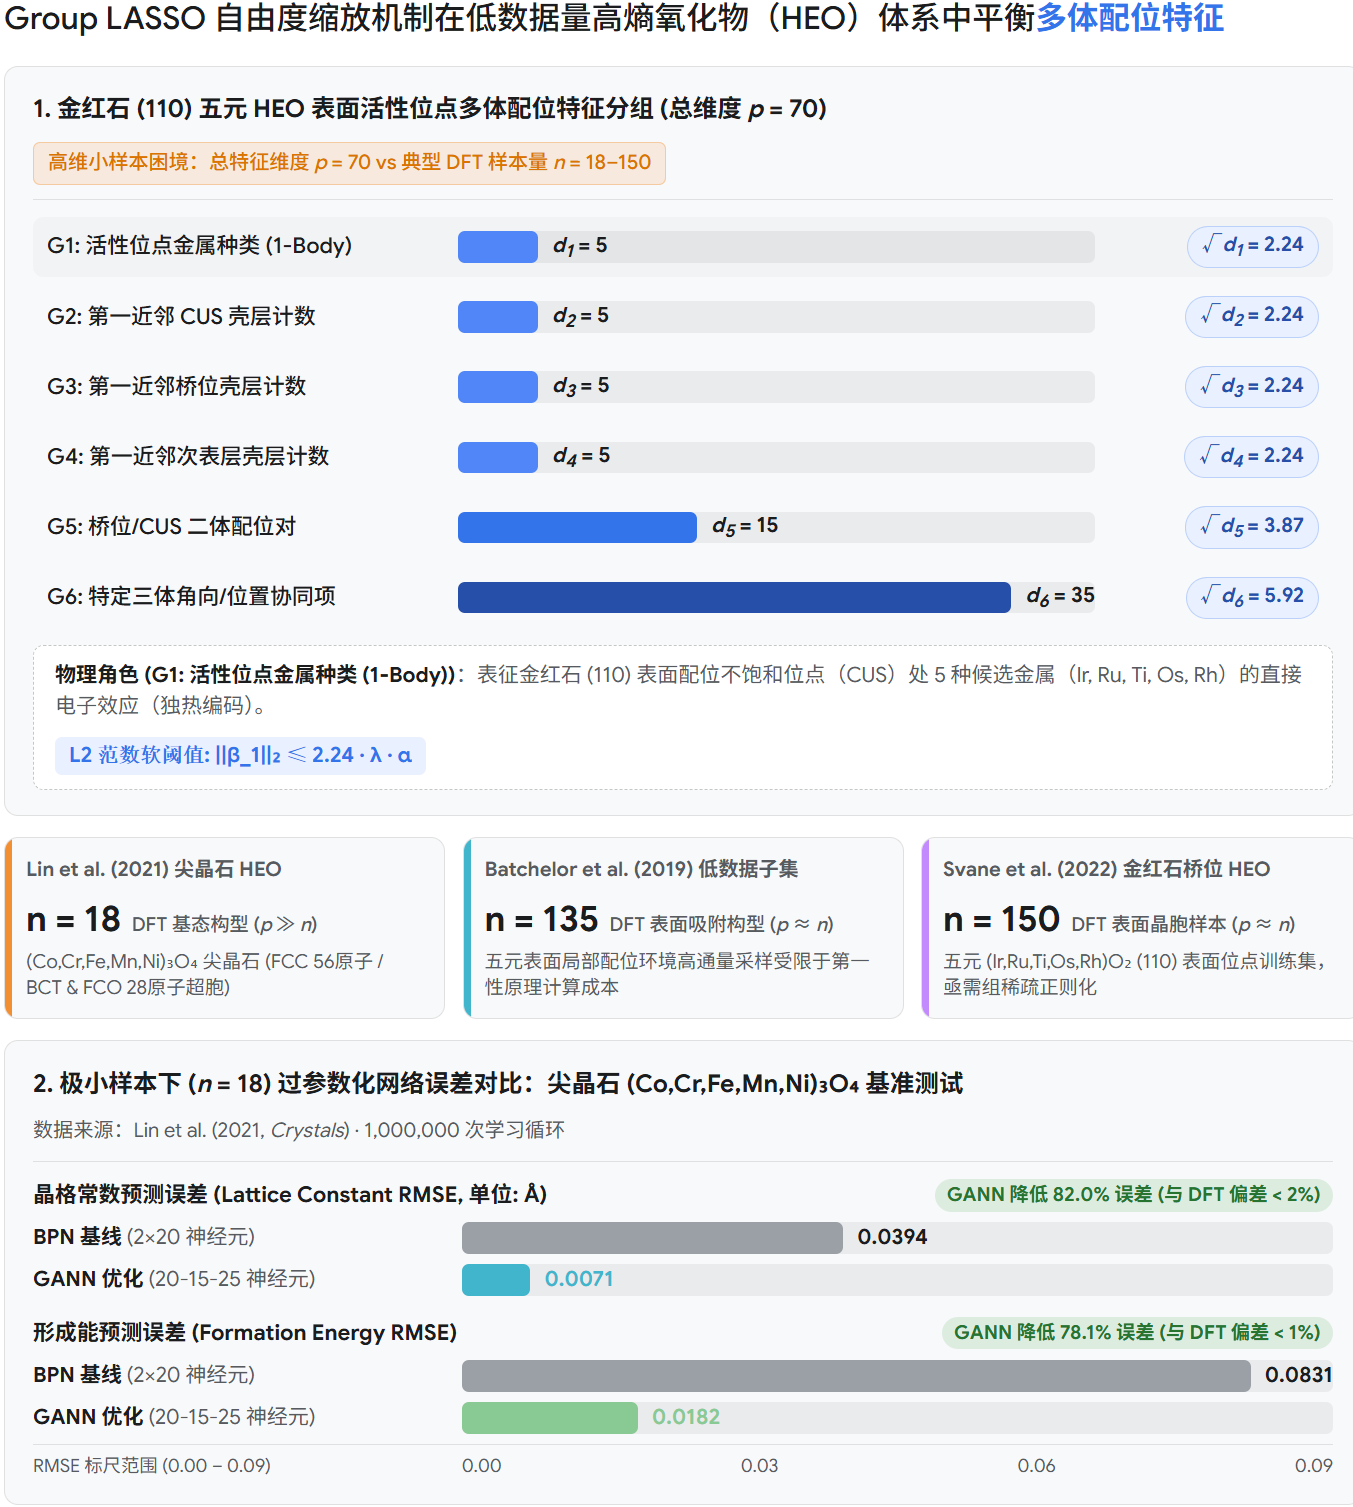 Group LASSO 自由度缩放机制在低数据量高熵氧化物（HEO）体系中平衡多体配位特征
1. 金红石 (110) 五元 HEO 表面活性位点多体配位特征分组 (总维度 p = 70)
高维小样本困境：总特征维度 p = 70 vs 典型 DFT 样本量 n = 18–150
G1: 活性位点金属种类 (1-Body) d₁ = 5 √d₁ = 2.24
G2: 第一近邻 CUS 壳层计数 d₂ = 5 √d₂ = 2.24
G3: 第一近邻桥位壳层计数 d₃ = 5 √d₃ = 2.24
G4: 第一近邻次表层壳层计数 d₄ = 5 √d₄ = 2.24
G5: 桥位/CUS 二体配位对 d₅ = 15 √d₅ = 3.87
G6: 特定三体角向/位置协同项 d₆ = 35 √d₆ = 5.92
物理角色 (G1: 活性位点金属种类 (1-Body))：表征金红石 (110) 表面配位不饱和位点（CUS）处 5 种候选金属（Ir, Ru, Ti, Os, Rh）的直接
电子效应（独热编码）。
L2 范数软阈值: ||β_1||₂ ≤ 2.24 · λ · α
Lin et al. (2021) 尖晶石 HEO
n = 18 DFT 基态构型 (p ≫ n)
(Co,Cr,Fe,Mn,Ni)₃O₄ 尖晶石 (FCC 56原子 /
BCT & FCO 28原子超胞)
Batchelor et al. (2019) 低数据子集
n = 135 DFT 表面吸附构型 (p ≈ n)
五元表面局部配位环境高通量采样受限于第一
性原理计算成本
Svane et al. (2022) 金红石桥位 HEO
n = 150 DFT 表面晶胞样本 (p ≈ n)
五元 (Ir,Ru,Ti,Os,Rh)O₂ (110) 表面位点训练集，
亟需组稀疏正则化
2. 极小样本下 (n = 18) 过参数化网络误差对比：尖晶石 (Co,Cr,Fe,Mn,Ni)₃O₄ 基准测试
数据来源：Lin et al. (2021, Crystals) · 1,000,000 次学习循环
晶格常数预测误差 (Lattice Constant RMSE, 单位: Å) GANN 降低 82.0% 误差 (与 DFT 偏差 < 2%)
BPN 基线 (2×20 神经元) 0.0394
GANN 优化 (20-15-25 神经元) 0.0071
形成能预测误差 (Formation Energy RMSE) GANN 降低 78.1% 误差 (与 DFT 偏差 < 1%)
BPN 基线 (2×20 神经元) 0.0831
GANN 优化 (20-15-25 神经元) 0.0182
RMSE 标尺范围 (0.00 – 0.09) 0.00 0.03 0.06 0.09